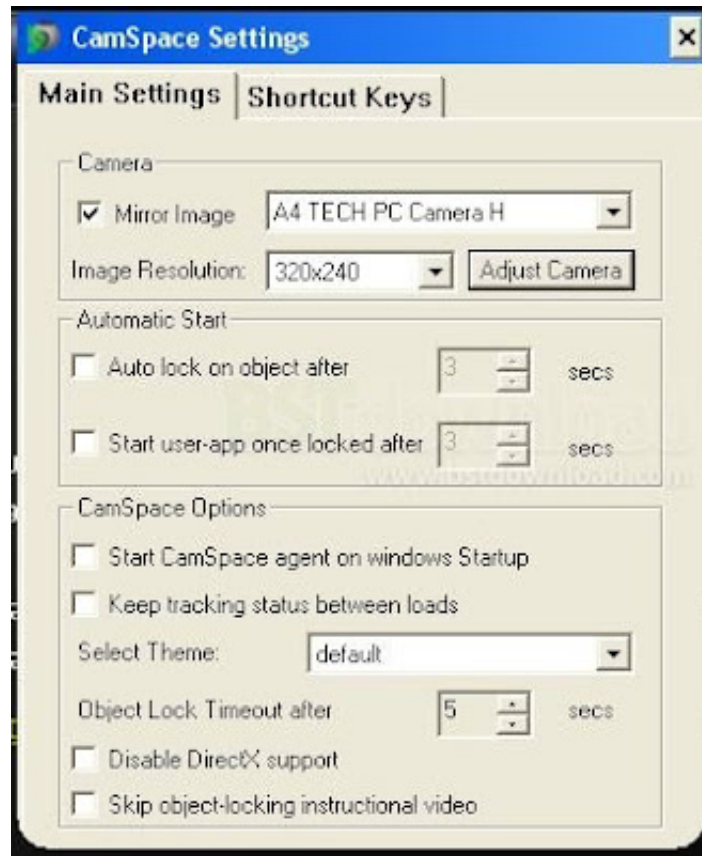 CamSpace Settings
Main Settings Shortcut Keys
Camera
Mirror Image A4 TECH PC Camera H
Image Resolution: 320x240 Adjust Camera
Automatic Start
Auto lock on object after 3 secs
Start user-app once locked after 3 secs
CamSpace Options
Start CamSpace agent on windows Startup
Keep tracking status between loads
Select Theme: default
Object Lock Timeout after 5 secs
Disable DirectX support
Skip object-locking instructional video